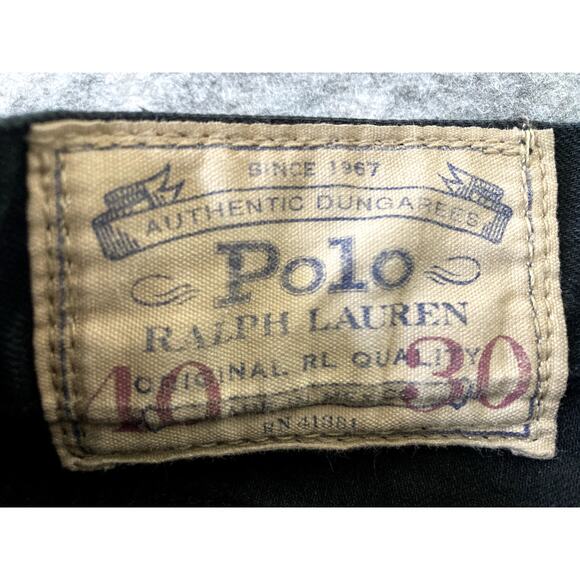 SINCE 1967
AUTHENTIC DUNGAREES
Polo
RALPH LAUREN
ORIGINAL RL QUALITY
40 30
RN 41381